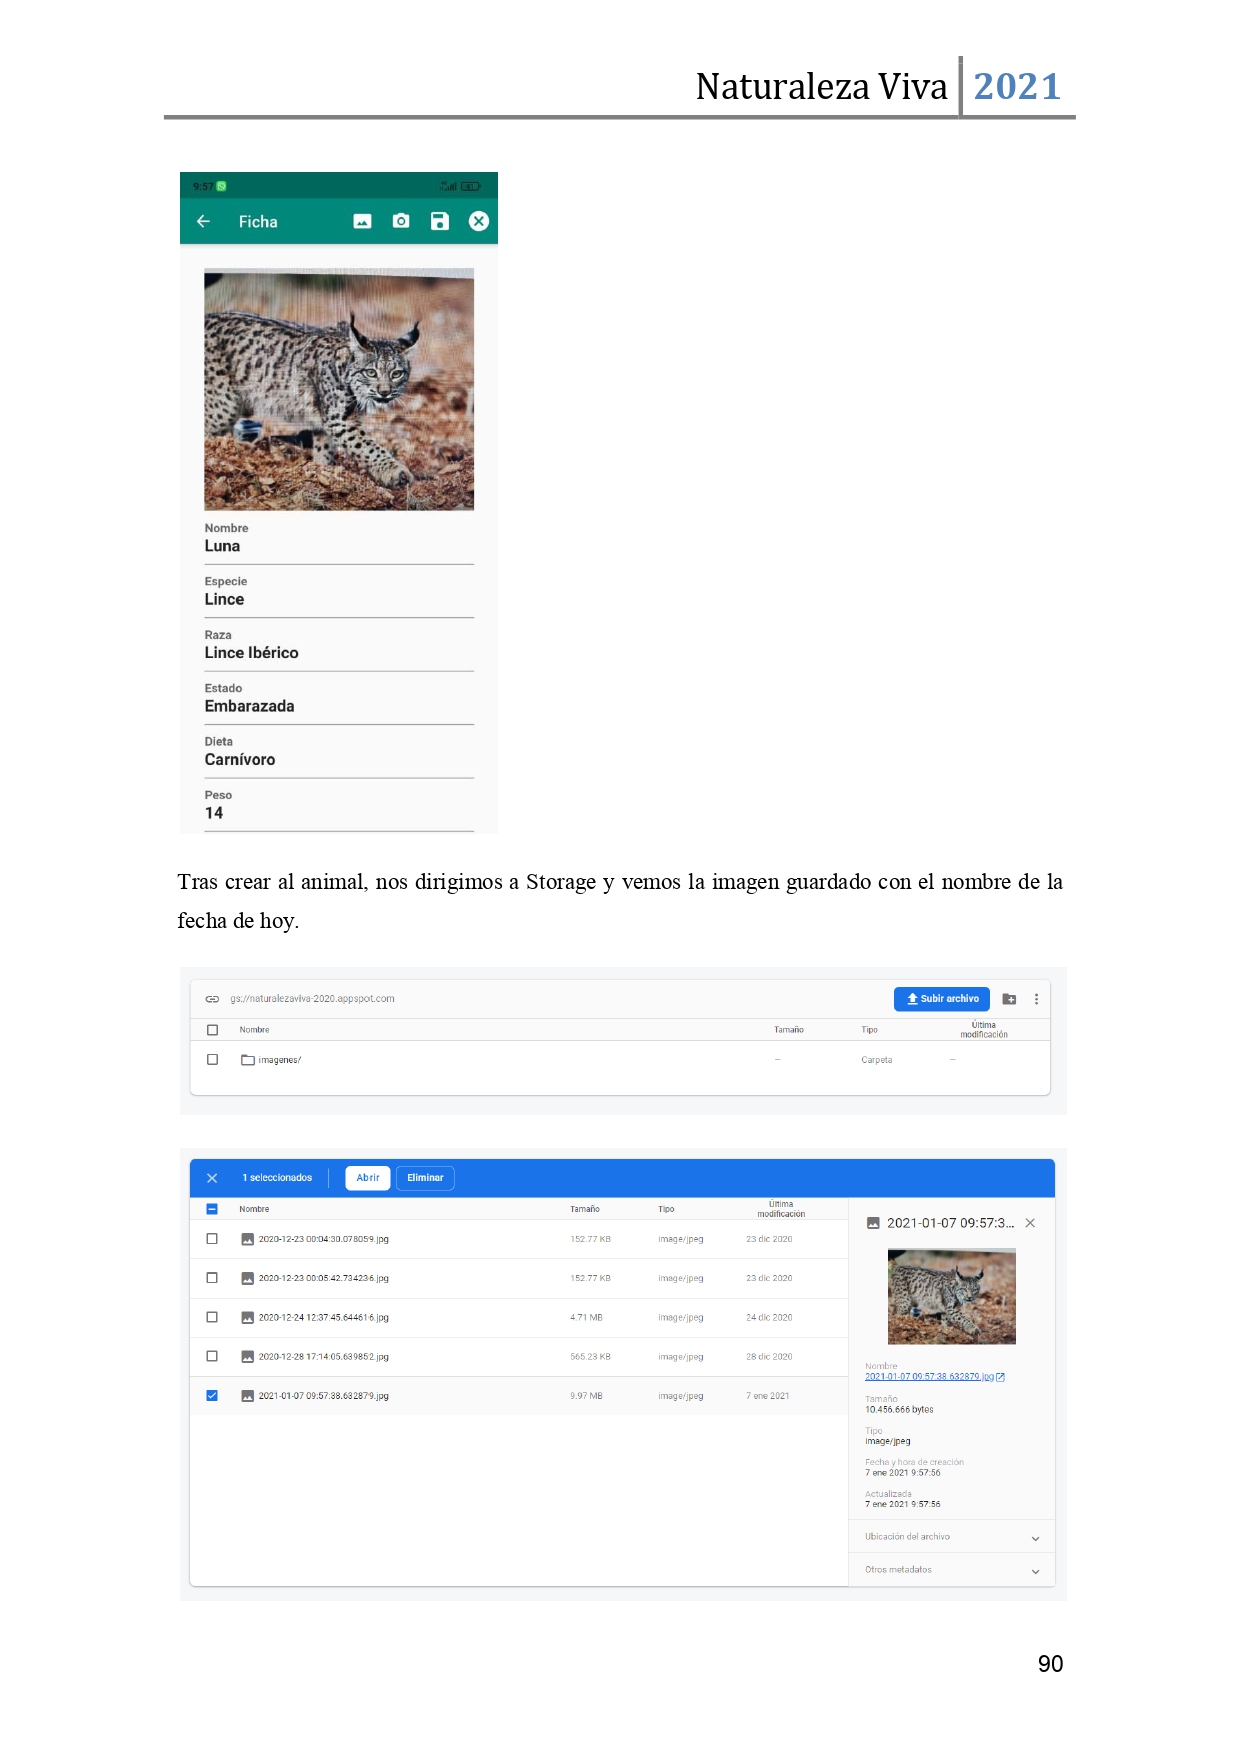 Naturaleza Viva 2021
9:57
Ficha
Nombre
Luna
Especie
Lince
Raza
Lince Ibérico
Estado
Embarazada
Dieta
Carnívoro
Peso
14
Tras crear al animal, nos dirigimos a Storage y vemos la imagen guardado con el nombre de la
fecha de hoy.
gs://naturalezaviva-2020.appspot.com Subir archivo
Nombre Tamaño Tipo Última modificación
imagenes/ – Carpeta –
1 seleccionados Abrir Eliminar
Nombre Tamaño Tipo Última modificación
2020-12-23 00:04:30.078059.jpg 152.77 KB image/jpeg 23 dic 2020
2020-12-23 00:05:42.734236.jpg 152.77 KB image/jpeg 23 dic 2020
2020-12-24 12:37:45.644616.jpg 4.71 MB image/jpeg 24 dic 2020
2020-12-28 17:14:05.639852.jpg 565.23 KB image/jpeg 28 dic 2020
2021-01-07 09:57:38.632879.jpg 9.97 MB image/jpeg 7 ene 2021
2021-01-07 09:57:3...
Nombre
2021-01-07 09:57:38.632879.jpg
Tamaño
10.456.666 bytes
Tipo
image/jpeg
Fecha y hora de creación
7 ene 2021 9:57:56
Actualizada
7 ene 2021 9:57:56
Ubicación del archivo
Otros metadatos
90